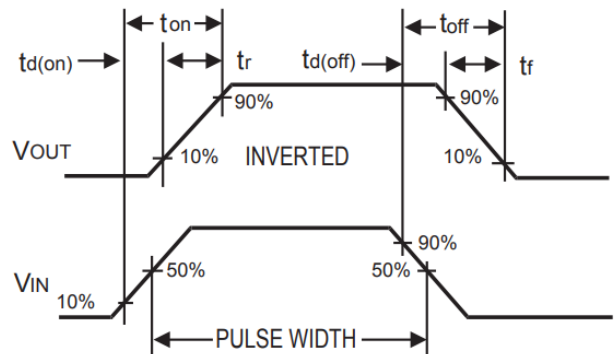 ton
toff
td(on)
tr
td(off)
tf
90%
90%
VOUT
10%
INVERTED
10%
90%
VIN
50%
50%
10%
PULSE WIDTH